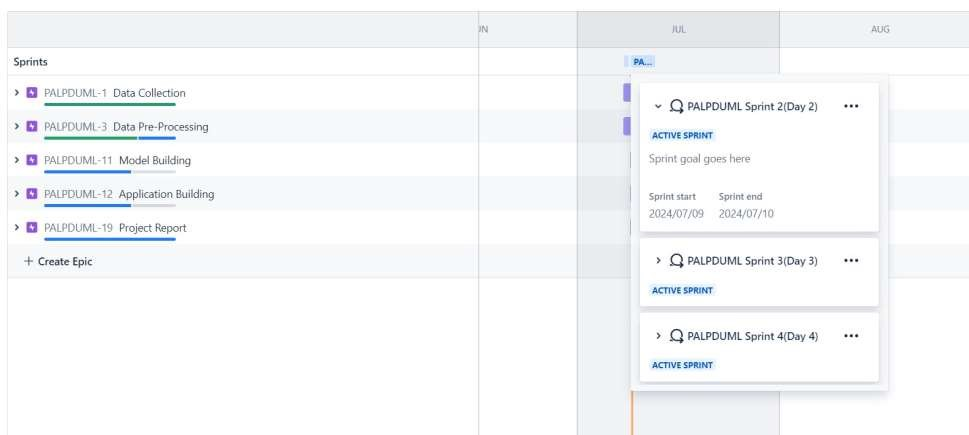 UN JUL AUG
Sprints PA...
PALPDUML-1 Data Collection
PALPDUML-3 Data Pre-Processing
PALPDUML-11 Model Building
PALPDUML-12 Application Building
PALPDUML-19 Project Report
+ Create Epic
PALPDUML Sprint 2(Day 2)
ACTIVE SPRINT
Sprint goal goes here
Sprint start Sprint end
2024/07/09 2024/07/10
PALPDUML Sprint 3(Day 3)
ACTIVE SPRINT
PALPDUML Sprint 4(Day 4)
ACTIVE SPRINT